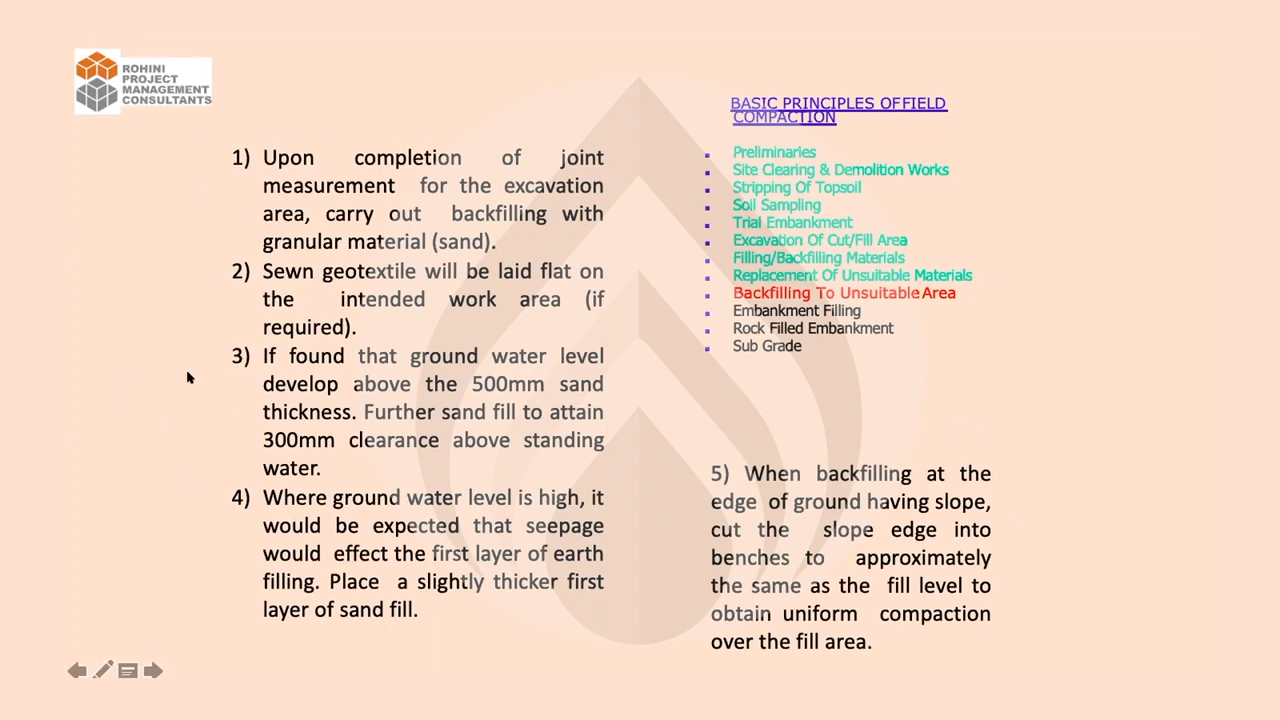 ROHINI
PROJECT
MANAGEMENT
CONSULTANTS
1) Upon completion of joint
measurement for the excavation
area, carry out backfilling with
granular material (sand).
2) Sewn geotextile will be laid flat on
the intended work area (if
required).
3) If found that ground water level
develop above the 500mm sand
thickness. Further sand fill to attain
300mm clearance above standing
water.
4) Where ground water level is high, it
would be expected that seepage
would effect the first layer of earth
filling. Place a slightly thicker first
layer of sand fill.
BASIC PRINCIPLES OFFIELD
COMPACTION
Preliminaries
Site Clearing & Demolition Works
Stripping Of Topsoil
Soil Sampling
Trial Embankment
Excavation Of Cut/Fill Area
Filling/Backfilling Materials
Replacement Of Unsuitable Materials
Backfilling To Unsuitable Area
Embankment Filling
Rock Filled Embankment
Sub Grade
5) When backfilling at the
edge of ground having slope,
cut the slope edge into
benches to approximately
the same as the fill level to
obtain uniform compaction
over the fill area.